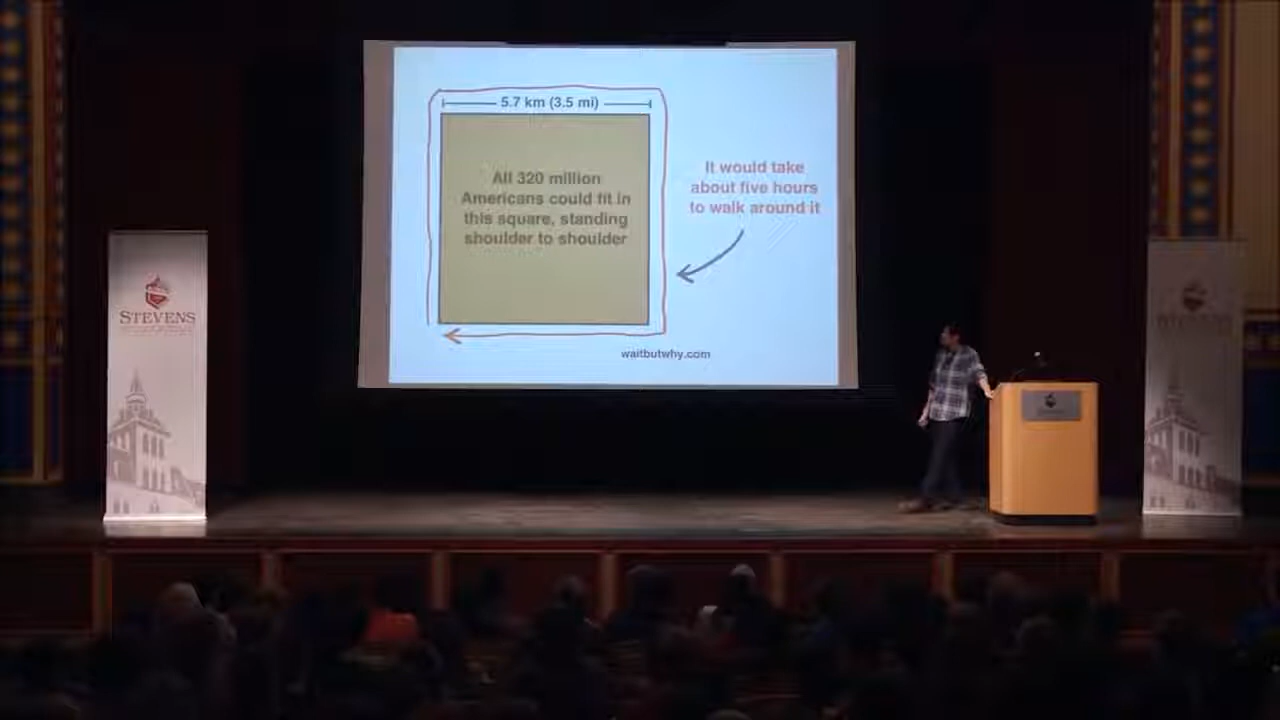 5.7 km (3.5 mi)
All 320 million
Americans could fit in
this square, standing
shoulder to shoulder
It would take
about five hours
to walk around it
waitbutwhy.com
STEVENS
STEVENS